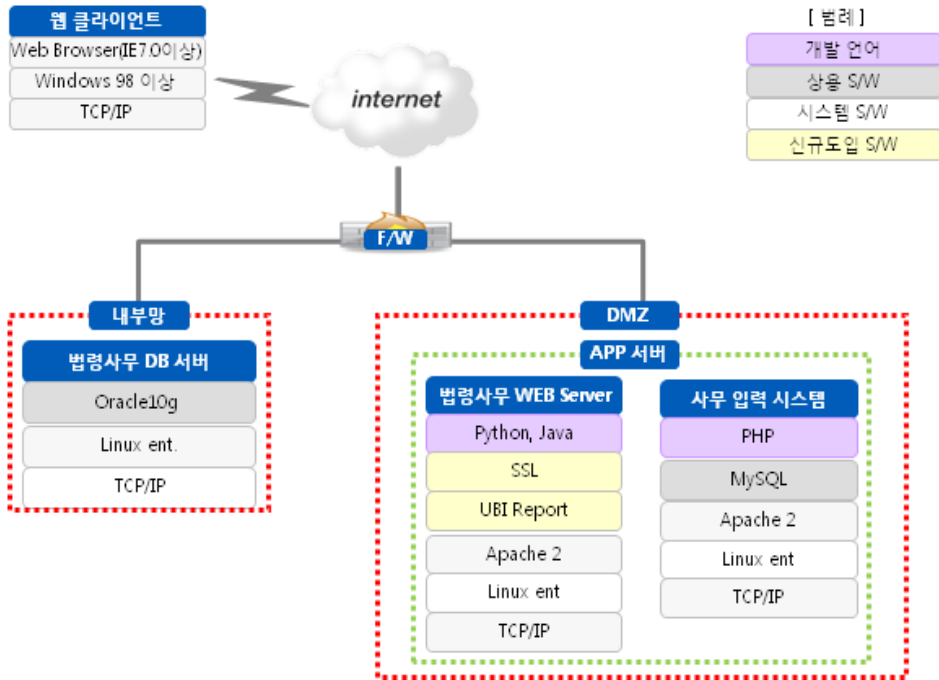 웹 클라이언트
Web Browser(IE7.0이상)
Windows 98 이상
TCP/IP
internet
[ 범례 ]
개발 언어
상용 S/W
시스템 S/W
신규도입 S/W
F/W
내부망
법령사무 DB 서버
Oracle10g
Linux ent.
TCP/IP
DMZ
APP 서버
법령사무 WEB Server
Python, Java
SSL
UBI Report
Apache 2
Linux ent
TCP/IP
사무 입력 시스템
PHP
MySQL
Apache 2
Linux ent
TCP/IP